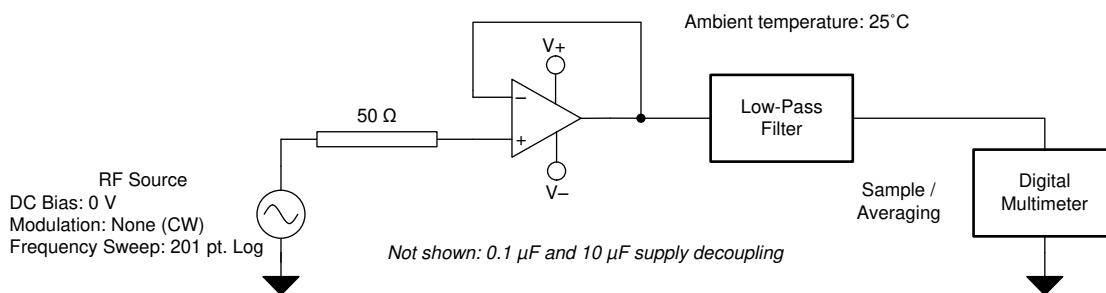 Ambient temperature: 25˚C
V+
−
50 Ω
+
V−
Low-Pass
Filter
RF Source
DC Bias: 0 V
Modulation: None (CW)
Frequency Sweep: 201 pt. Log
Sample /
Averaging
Digital
Multimeter
Not shown: 0.1 µF and 10 µF supply decoupling